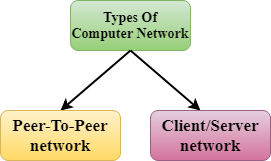 Types Of
Computer Network
Peer-To-Peer
network
Client/Server
network